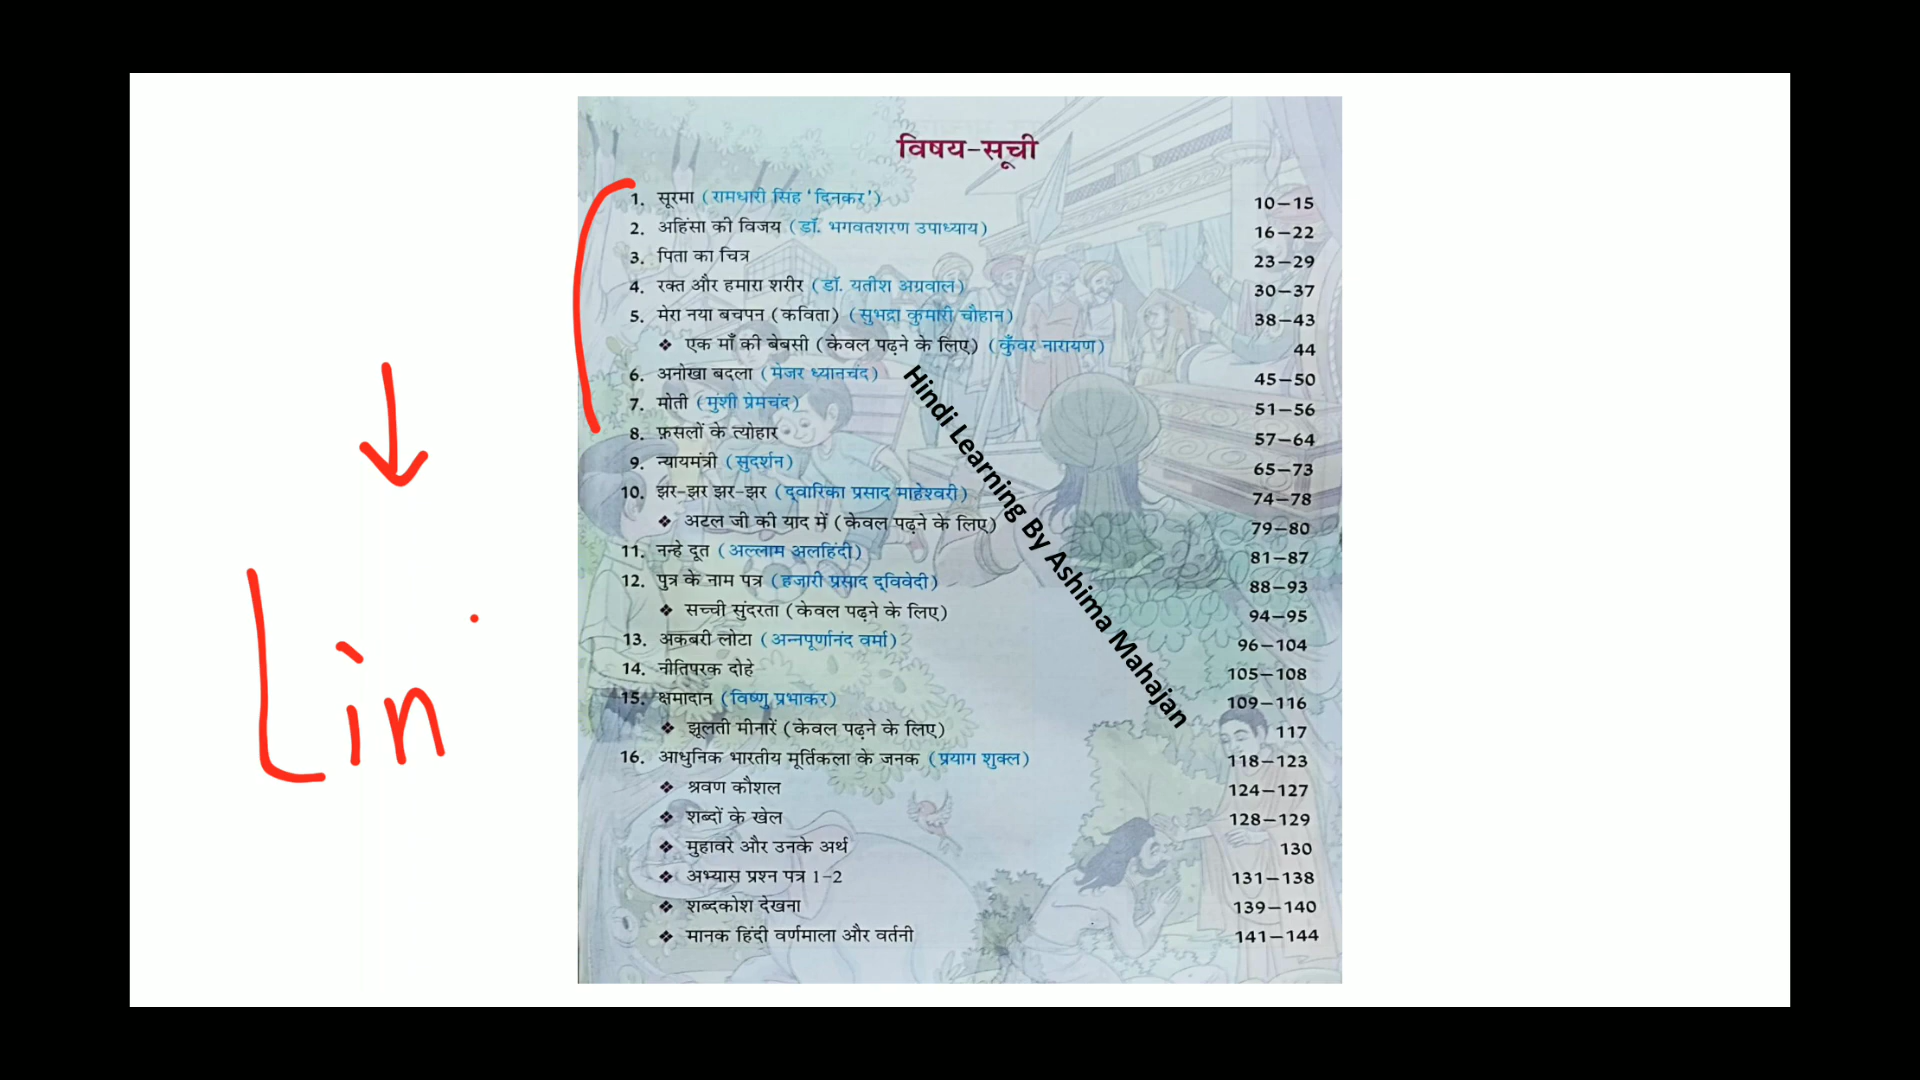 विषय-सूची
1. सूरमा (रामधारी सिंह 'दिनकर') 10–15
2. अहिंसा की विजय (डॉ. भगवतशरण उपाध्याय) 16–22
3. पिता का चित्र 23–29
4. रक्त और हमारा शरीर (डॉ. यतीश अग्रवाल) 30–37
5. मेरा नया बचपन (कविता) (सुभद्रा कुमारी चौहान) 38–43
❖ एक माँ की बेबसी (केवल पढ़ने के लिए) (कुँवर नारायण) 44
6. अनोखा बदला (मेजर ध्यानचंद) 45–50
7. मोती (मुंशी प्रेमचंद) 51–56
8. फ़सलों के त्योहार 57–64
9. न्यायमंत्री (सुदर्शन) 65–73
10. झर-झर झर-झर (द्वारिका प्रसाद माहेश्वरी) 74–78
❖ अटल जी की याद में (केवल पढ़ने के लिए) 79–80
11. नन्हे दूत (अल्लाम अलहिंदी) 81–87
12. पुत्र के नाम पत्र (हजारी प्रसाद द्विवेदी) 88–93
❖ सच्ची सुंदरता (केवल पढ़ने के लिए) 94–95
13. अकबरी लोटा (अन्नपूर्णानंद वर्मा) 96–104
14. नीतिपरक दोहे 105–108
15. क्षमादान (विष्णु प्रभाकर) 109–116
❖ झूलती मीनारें (केवल पढ़ने के लिए) 117
16. आधुनिक भारतीय मूर्तिकला के जनक (प्रयाग शुक्ल) 118–123
❖ श्रवण कौशल 124–127
❖ शब्दों के खेल 128–129
❖ मुहावरे और उनके अर्थ 130
❖ अभ्यास प्रश्न पत्र 1-2 131–138
❖ शब्दकोश देखना 139–140
❖ मानक हिंदी वर्णमाला और वर्तनी 141–144
Hindi Learning By Ashima Mahajan
Lin